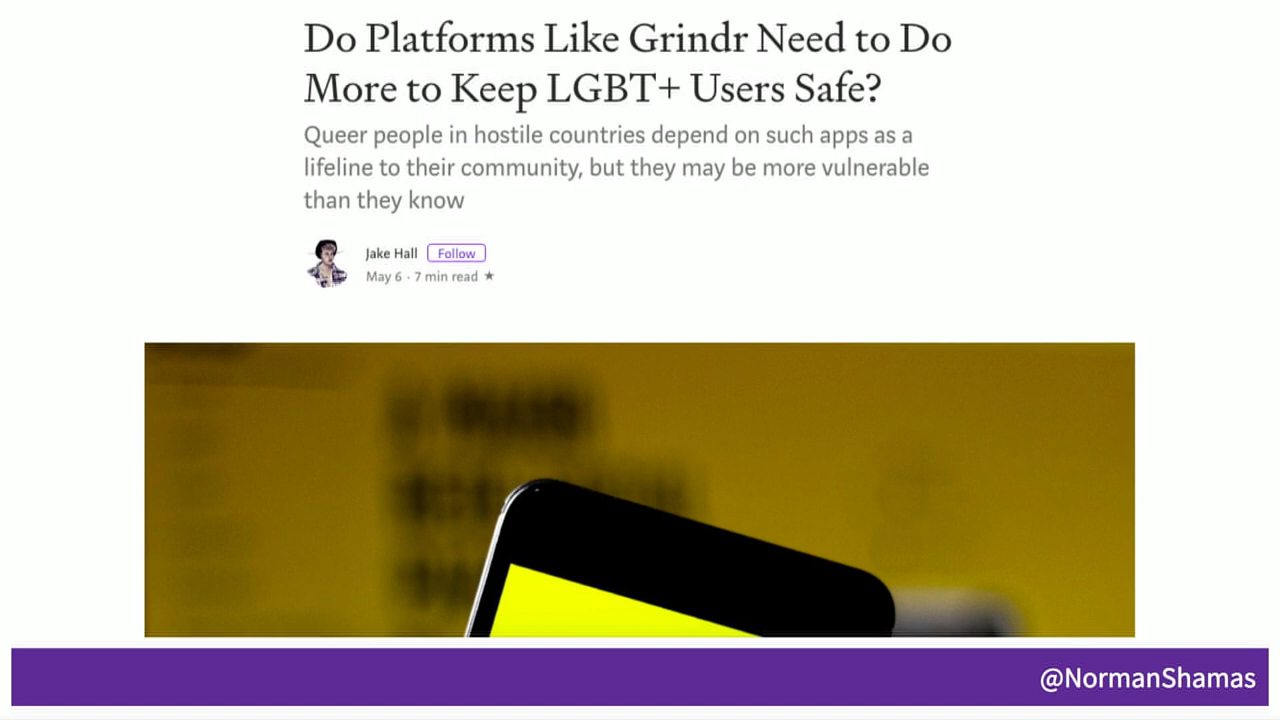 Do Platforms Like Grindr Need to Do
More to Keep LGBT+ Users Safe?
Queer people in hostile countries depend on such apps as a
lifeline to their community, but they may be more vulnerable
than they know
Jake Hall Follow
May 6 · 7 min read ★
@NormanShamas